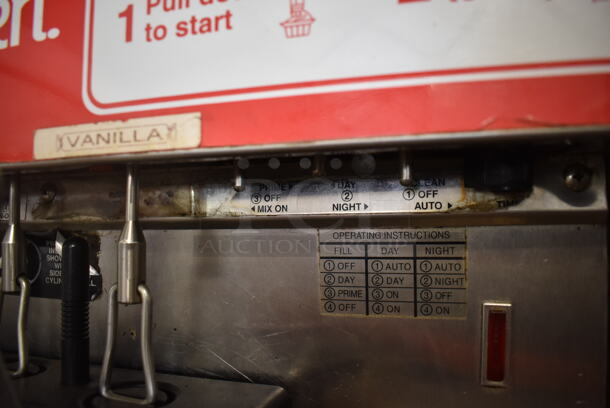 1 Pull
to start
VANILLA
DAY
③ OFF ② ① OFF
◄ MIX ON NIGHT ► AUTO ►
AUCTION GROUP
OPERATING INSTRUCTIONS
FILL DAY NIGHT
① OFF ① AUTO ① AUTO
② DAY ② DAY ② NIGHT
③ PRIME ③ ON ③ OFF
④ OFF ④ ON ④ ON